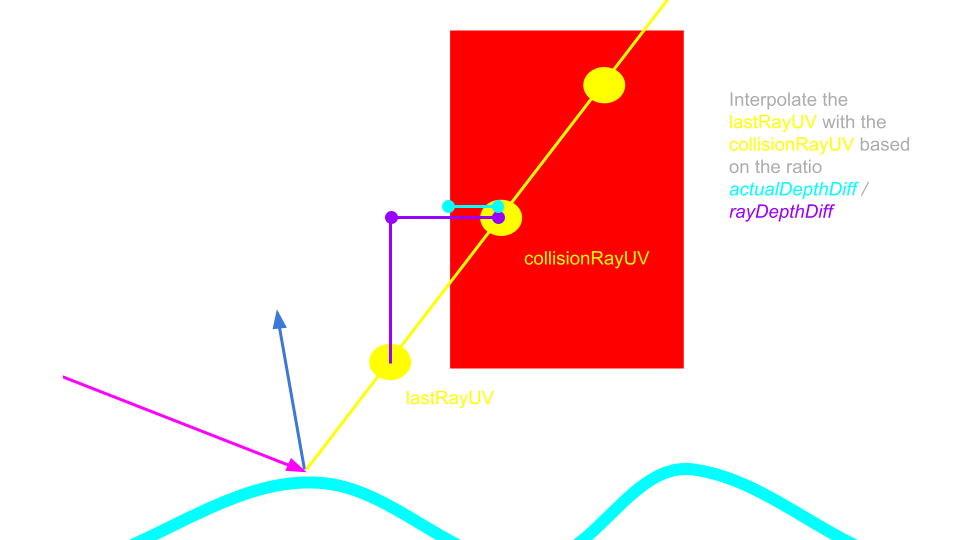 Interpolate the
lastRayUV with the
collisionRayUV based
on the ratio
actualDepthDiff /
rayDepthDiff
collisionRayUV
lastRayUV